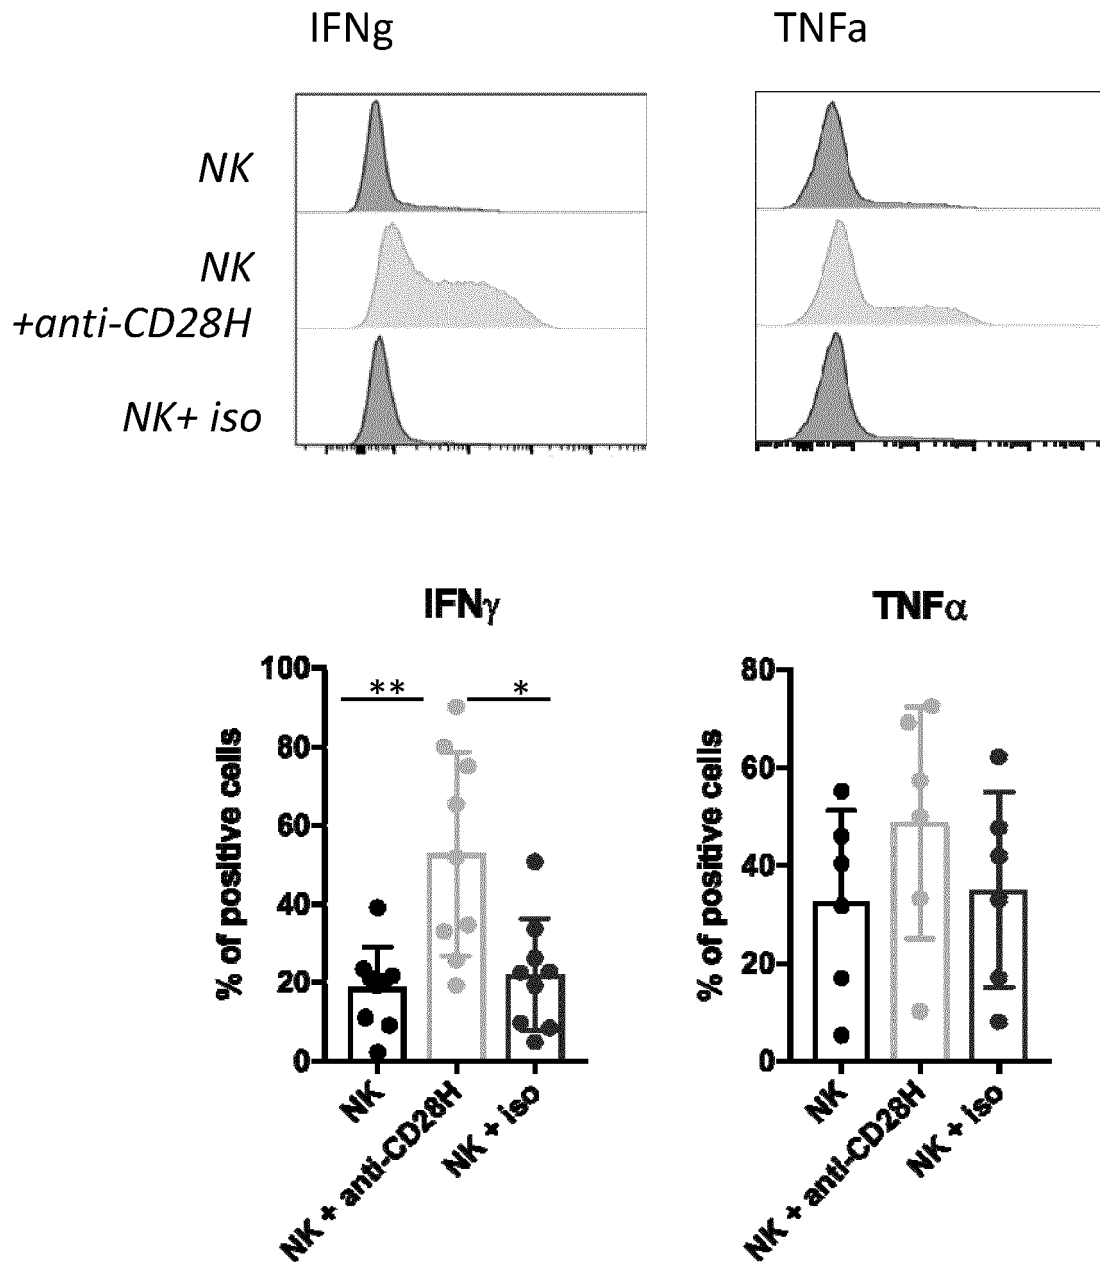 IFNg
TNFa
NK
NK
+anti-CD28H
NK+ iso
IFNγ
TNFα
% of positive cells
100
80
60
40
20
0
**
*
NK
NK + anti-CD28H
NK + iso
% of positive cells
80
60
40
20
0
NK
NK + anti-CD28H
NK + iso